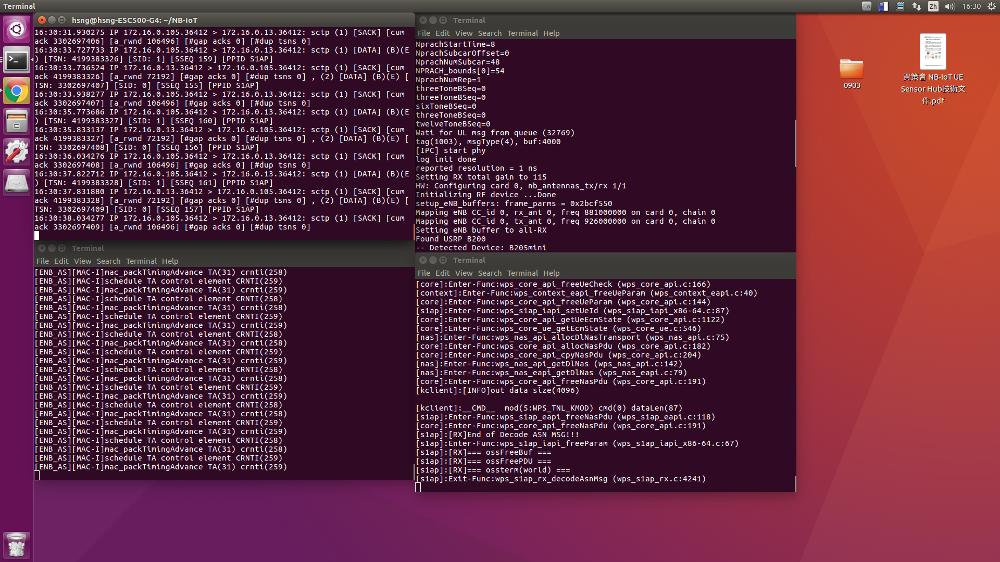 Terminal
En
Zh
16:30
hsng@hsng-ESC500-G4: ~/NB-IoT
16:30:31.930275 IP 172.16.0.105.36412 > 172.16.0.13.36412: sctp (1) [SACK] [cum
ack 3302697406] [a_rwnd 106496] [#gap acks 0] [#dup tsns 0]
16:30:33.727733 IP 172.16.0.105.36412 > 172.16.0.13.36412: sctp (1) [DATA] (B)(E
) [TSN: 4199383326] [SID: 1] [SSEQ 159] [PPID S1AP]
16:30:33.736524 IP 172.16.0.13.36412 > 172.16.0.105.36412: sctp (1) [SACK] [cum
ack 4199383326] [a_rwnd 72192] [#gap acks 0] [#dup tsns 0] , (2) [DATA] (B)(E) [
TSN: 3302697407] [SID: 0] [SSEQ 155] [PPID S1AP]
16:30:33.938277 IP 172.16.0.105.36412 > 172.16.0.13.36412: sctp (1) [SACK] [cum
ack 3302697407] [a_rwnd 106496] [#gap acks 0] [#dup tsns 0]
16:30:35.773686 IP 172.16.0.105.36412 > 172.16.0.13.36412: sctp (1) [DATA] (B)(E
) [TSN: 4199383327] [SID: 1] [SSEQ 160] [PPID S1AP]
16:30:35.833137 IP 172.16.0.13.36412 > 172.16.0.105.36412: sctp (1) [SACK] [cum
ack 4199383327] [a_rwnd 72192] [#gap acks 0] [#dup tsns 0] , (2) [DATA] (B)(E) [
TSN: 3302697408] [SID: 0] [SSEQ 156] [PPID S1AP]
16:30:36.034276 IP 172.16.0.105.36412 > 172.16.0.13.36412: sctp (1) [SACK] [cum
ack 3302697408] [a_rwnd 106496] [#gap acks 0] [#dup tsns 0]
16:30:37.822712 IP 172.16.0.105.36412 > 172.16.0.13.36412: sctp (1) [DATA] (B)(E
) [TSN: 4199383328] [SID: 1] [SSEQ 161] [PPID S1AP]
16:30:37.831880 IP 172.16.0.13.36412 > 172.16.0.105.36412: sctp (1) [SACK] [cum
ack 4199383328] [a_rwnd 72192] [#gap acks 0] [#dup tsns 0] , (2) [DATA] (B)(E) [
TSN: 3302697409] [SID: 0] [SSEQ 157] [PPID S1AP]
16:30:38.034277 IP 172.16.0.105.36412 > 172.16.0.13.36412: sctp (1) [SACK] [cum
ack 3302697409] [a_rwnd 106496] [#gap acks 0] [#dup tsns 0]
Terminal
File Edit View Search Terminal Help
NprachStartTime=8
NprachSubcarOffset=0
NprachNumSubcar=48
NPRACH_bounds[0]=54
NprachNumRep=1
threeToneBSeq=0
threeToneBSeq=0
sixToneBSeq=0
threeToneBSeq=0
twelveToneBSeq=0
Wati for UL msg from queue (32769)
tag(1003), msgType(4), buf:4000
[IPC] start phy
log init done
reported resolution = 1 ns
Setting RX total gain to 115
HW: Configuring card 0, nb_antennas_tx/rx 1/1
Initializing RF device ...Done
setup_eNB_buffers: frame_parms = 0x2bcf550
Mapping eNB CC_id 0, rx_ant 0, freq 881000000 on card 0, chain 0
Mapping eNB CC_id 0, tx_ant 0, freq 926000000 on card 0, chain 0
Setting eNB buffer to all-RX
Found USRP B200
-- Detected Device: B205mini
0903
資策會 NB-IoT UE
Sensor Hub技術文
件.pdf
Terminal
File Edit View Search Terminal Help
[ENB_AS][MAC-I]mac_packTimingAdvance TA(31) crnti(258)
[ENB_AS][MAC-I]schedule TA control element CRNTI(259)
[ENB_AS][MAC-I]mac_packTimingAdvance TA(31) crnti(259)
[ENB_AS][MAC-I]schedule TA control element CRNTI(258)
[ENB_AS][MAC-I]mac_packTimingAdvance TA(31) crnti(258)
[ENB_AS][MAC-I]schedule TA control element CRNTI(259)
[ENB_AS][MAC-I]mac_packTimingAdvance TA(31) crnti(259)
[ENB_AS][MAC-I]schedule TA control element CRNTI(258)
[ENB_AS][MAC-I]mac_packTimingAdvance TA(31) crnti(258)
[ENB_AS][MAC-I]schedule TA control element CRNTI(259)
[ENB_AS][MAC-I]mac_packTimingAdvance TA(31) crnti(259)
[ENB_AS][MAC-I]schedule TA control element CRNTI(258)
[ENB_AS][MAC-I]mac_packTimingAdvance TA(31) crnti(258)
[ENB_AS][MAC-I]schedule TA control element CRNTI(259)
[ENB_AS][MAC-I]mac_packTimingAdvance TA(31) crnti(259)
[ENB_AS][MAC-I]schedule TA control element CRNTI(258)
[ENB_AS][MAC-I]mac_packTimingAdvance TA(31) crnti(258)
[ENB_AS][MAC-I]schedule TA control element CRNTI(259)
[ENB_AS][MAC-I]mac_packTimingAdvance TA(31) crnti(259)
[ENB_AS][MAC-I]schedule TA control element CRNTI(258)
[ENB_AS][MAC-I]mac_packTimingAdvance TA(31) crnti(258)
[ENB_AS][MAC-I]schedule TA control element CRNTI(259)
[ENB_AS][MAC-I]mac_packTimingAdvance TA(31) crnti(259)
Terminal
File Edit View Search Terminal Help
[core]:Enter-Func:wps_core_api_freeUeCheck (wps_core_api.c:166)
[context]:Enter-Func:wps_context_eapi_freeUeParam (wps_context_eapi.c:40)
[core]:Enter-Func:wps_core_api_freeUeParam (wps_core_api.c:144)
[s1ap]:Enter-Func:wps_s1ap_iapi_setUeId (wps_s1ap_iapi_x86-64.c:87)
[core]:Enter-Func:wps_core_api_getUeEcmState (wps_core_api.c:1122)
[core]:Enter-Func:wps_core_ue_getEcmState (wps_core_ue.c:546)
[nas]:Enter-Func:wps_nas_api_allocDlNasTransport (wps_nas_api.c:75)
[core]:Enter-Func:wps_core_api_allocNasPdu (wps_core_api.c:182)
[core]:Enter-Func:wps_core_api_cpyNasPdu (wps_core_api.c:204)
[nas]:Enter-Func:wps_nas_api_getDlNas (wps_nas_api.c:142)
[nas]:Enter-Func:wps_nas_eapi_getDlNas (wps_nas_eapi.c:79)
[core]:Enter-Func:wps_core_api_freeNasPdu (wps_core_api.c:191)
[kclient]:[INFO]out data size(4096)
[kclient]:__CMD__  mod(5:WPS_TNL_KMOD) cmd(0) dataLen(87)
[s1ap]:Enter-Func:wps_s1ap_eapi_freeNasPdu (wps_s1ap_eapi.c:118)
[core]:Enter-Func:wps_core_api_freeNasPdu (wps_core_api.c:191)
[s1ap]:[RX]End of Decode ASN MSG!!!
[s1ap]:Enter-Func:wps_s1ap_iapi_freeParam (wps_s1ap_iapi_x86-64.c:67)
[s1ap]:[RX]=== ossFreeBuf ===
[s1ap]:[RX]=== ossFreePDU ===
[s1ap]:[RX]=== ossterm(world) ===
[s1ap]:Exit-Func:wps_s1ap_rx_decodeAsnMsg (wps_s1ap_rx.c:4241)